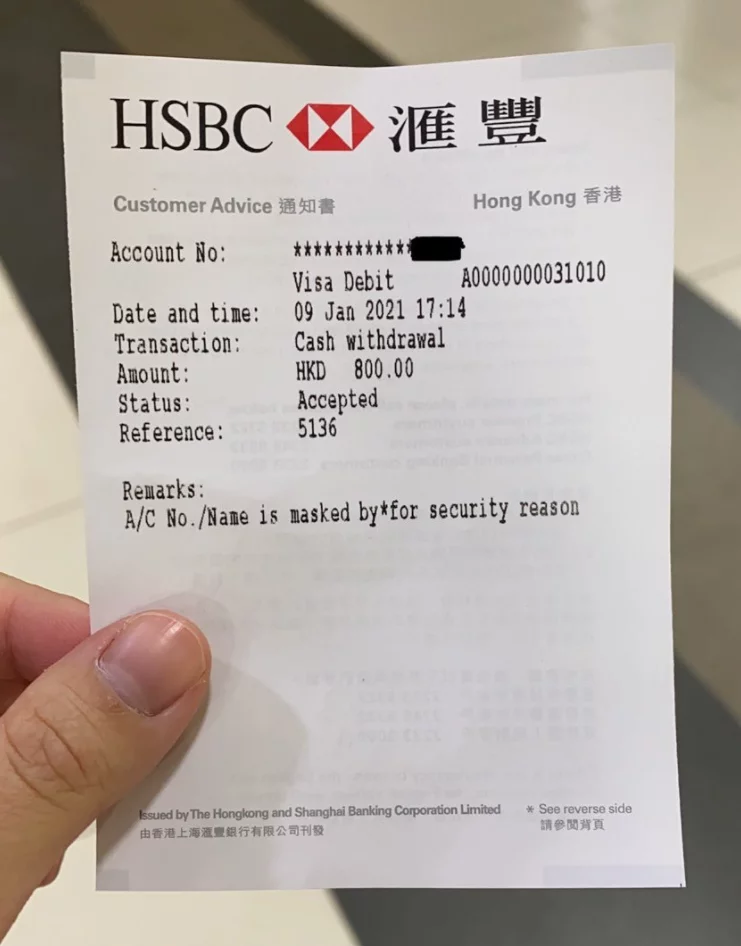 HSBC 滙豐
Customer Advice 通知書 Hong Kong 香港
Account No: ************
Visa Debit A0000000031010
Date and time: 09 Jan 2021 17:14
Transaction: Cash withdrawal
Amount: HKD 800.00
Status: Accepted
Reference: 5136
Remarks:
A/C No./Name is masked by*for security reason
Issued by The Hongkong and Shanghai Banking Corporation Limited * See reverse side
由香港上海滙豐銀行有限公司刊發 請參閱背頁